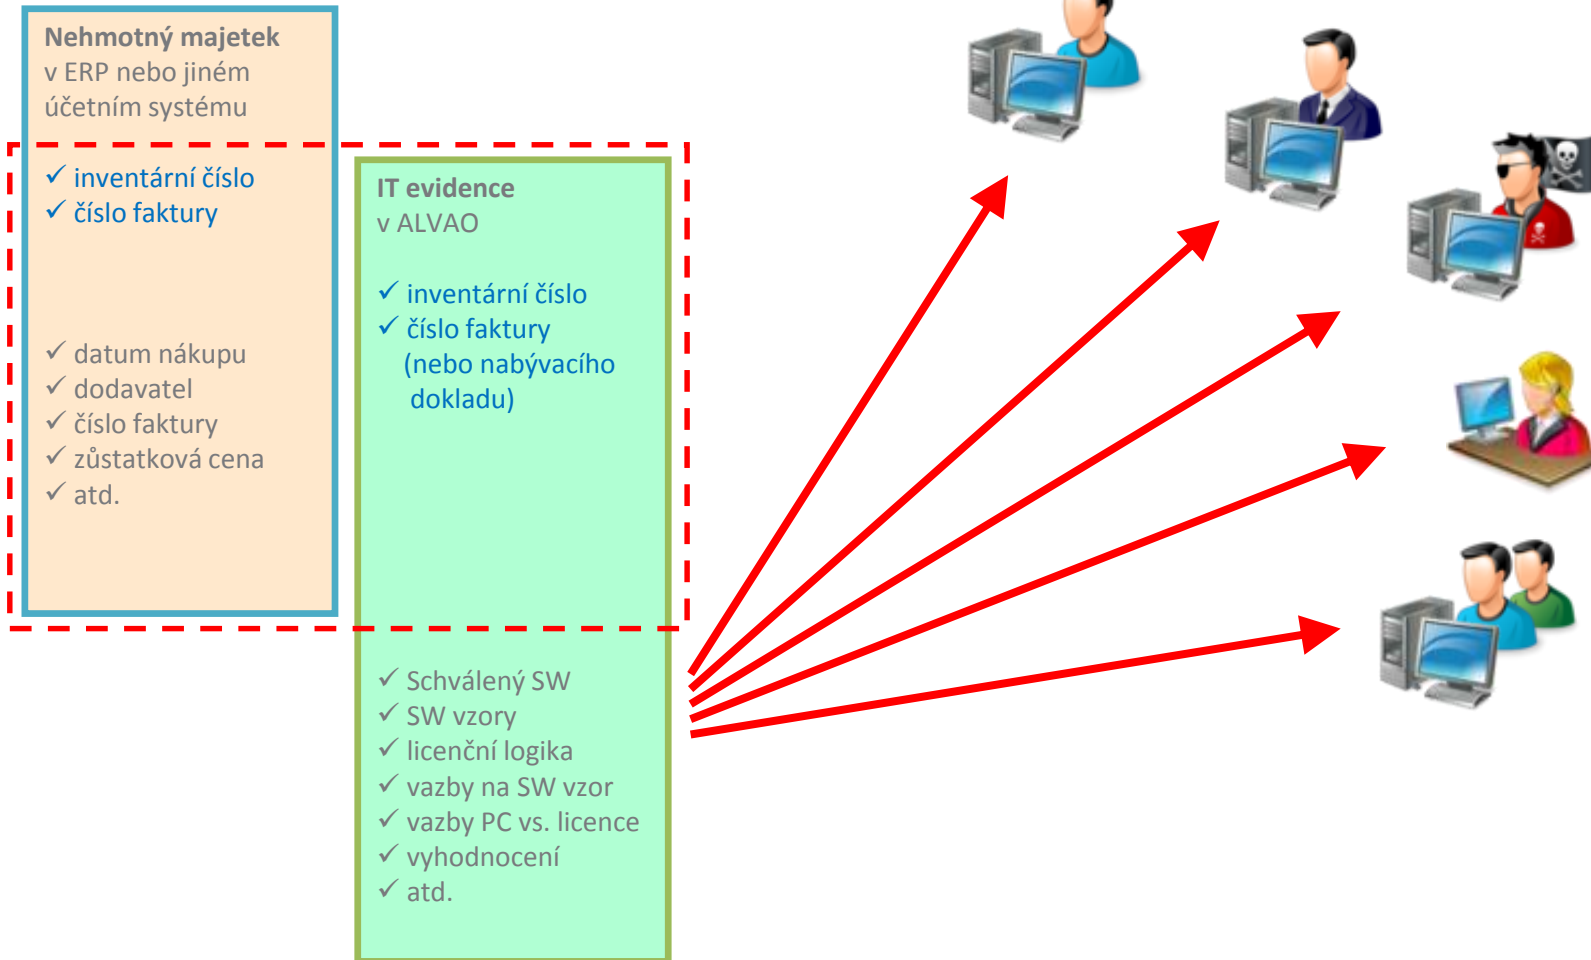 Nehmotný majetek
v ERP nebo jiném
účetním systému
✓ inventární číslo
✓ číslo faktury
✓ datum nákupu
✓ dodavatel
✓ číslo faktury
✓ zůstatková cena
✓ atd.
IT evidence
v ALVAO
✓ inventární číslo
✓ číslo faktury
(nebo nabývacího
dokladu)
✓ Schválený SW
✓ SW vzory
✓ licenční logika
✓ vazby na SW vzor
✓ vazby PC vs. licence
✓ vyhodnocení
✓ atd.